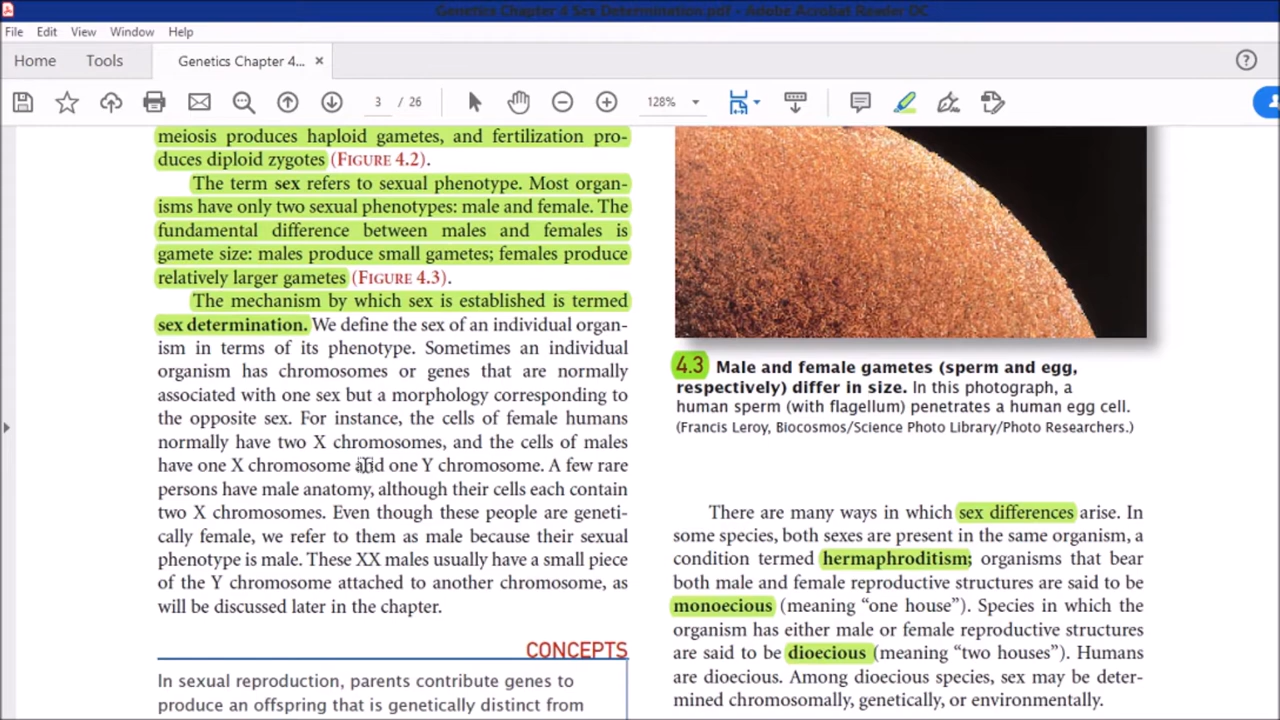 Genetics Chapter 4 Sex Determination.pdf - Adobe Acrobat Reader DC
File Edit View Window Help
Home Tools Genetics Chapter 4... ×
3 / 26 128%
meiosis produces haploid gametes, and fertilization pro-
duces diploid zygotes (FIGURE 4.2).
The term sex refers to sexual phenotype. Most organ-
isms have only two sexual phenotypes: male and female. The
fundamental difference between males and females is
gamete size: males produce small gametes; females produce
relatively larger gametes (FIGURE 4.3).
The mechanism by which sex is established is termed
sex determination. We define the sex of an individual organ-
ism in terms of its phenotype. Sometimes an individual
organism has chromosomes or genes that are normally
associated with one sex but a morphology corresponding to
the opposite sex. For instance, the cells of female humans
normally have two X chromosomes, and the cells of males
have one X chromosome and one Y chromosome. A few rare
persons have male anatomy, although their cells each contain
two X chromosomes. Even though these people are geneti-
cally female, we refer to them as male because their sexual
phenotype is male. These XX males usually have a small piece
of the Y chromosome attached to another chromosome, as
will be discussed later in the chapter.
CONCEPTS
In sexual reproduction, parents contribute genes to
produce an offspring that is genetically distinct from
4.3 Male and female gametes (sperm and egg,
respectively) differ in size. In this photograph, a
human sperm (with flagellum) penetrates a human egg cell.
(Francis Leroy, Biocosmos/Science Photo Library/Photo Researchers.)
There are many ways in which sex differences arise. In
some species, both sexes are present in the same organism, a
condition termed hermaphroditism; organisms that bear
both male and female reproductive structures are said to be
monoecious (meaning “one house”). Species in which the
organism has either male or female reproductive structures
are said to be dioecious (meaning “two houses”). Humans
are dioecious. Among dioecious species, sex may be deter-
mined chromosomally, genetically, or environmentally.